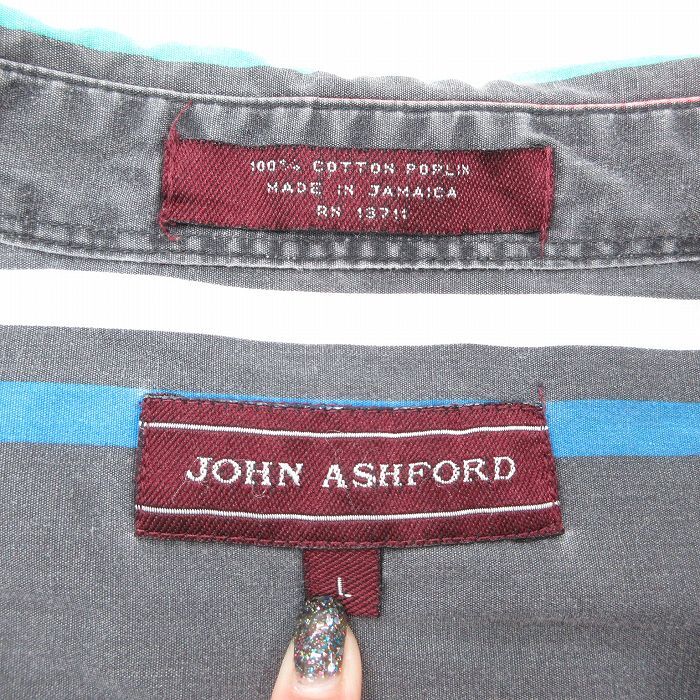 100% COTTON POPLIN
MADE IN JAMAICA
RN 13711
JOHN ASHFORD
L